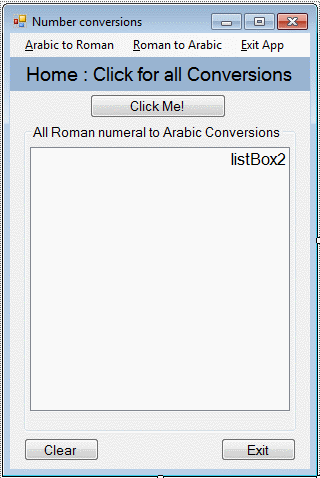 Number conversions
Arabic to Roman Roman to Arabic Exit App
Home : Click for all Conversions
Click Me!
All Roman numeral to Arabic Conversions
listBox2
Clear Exit